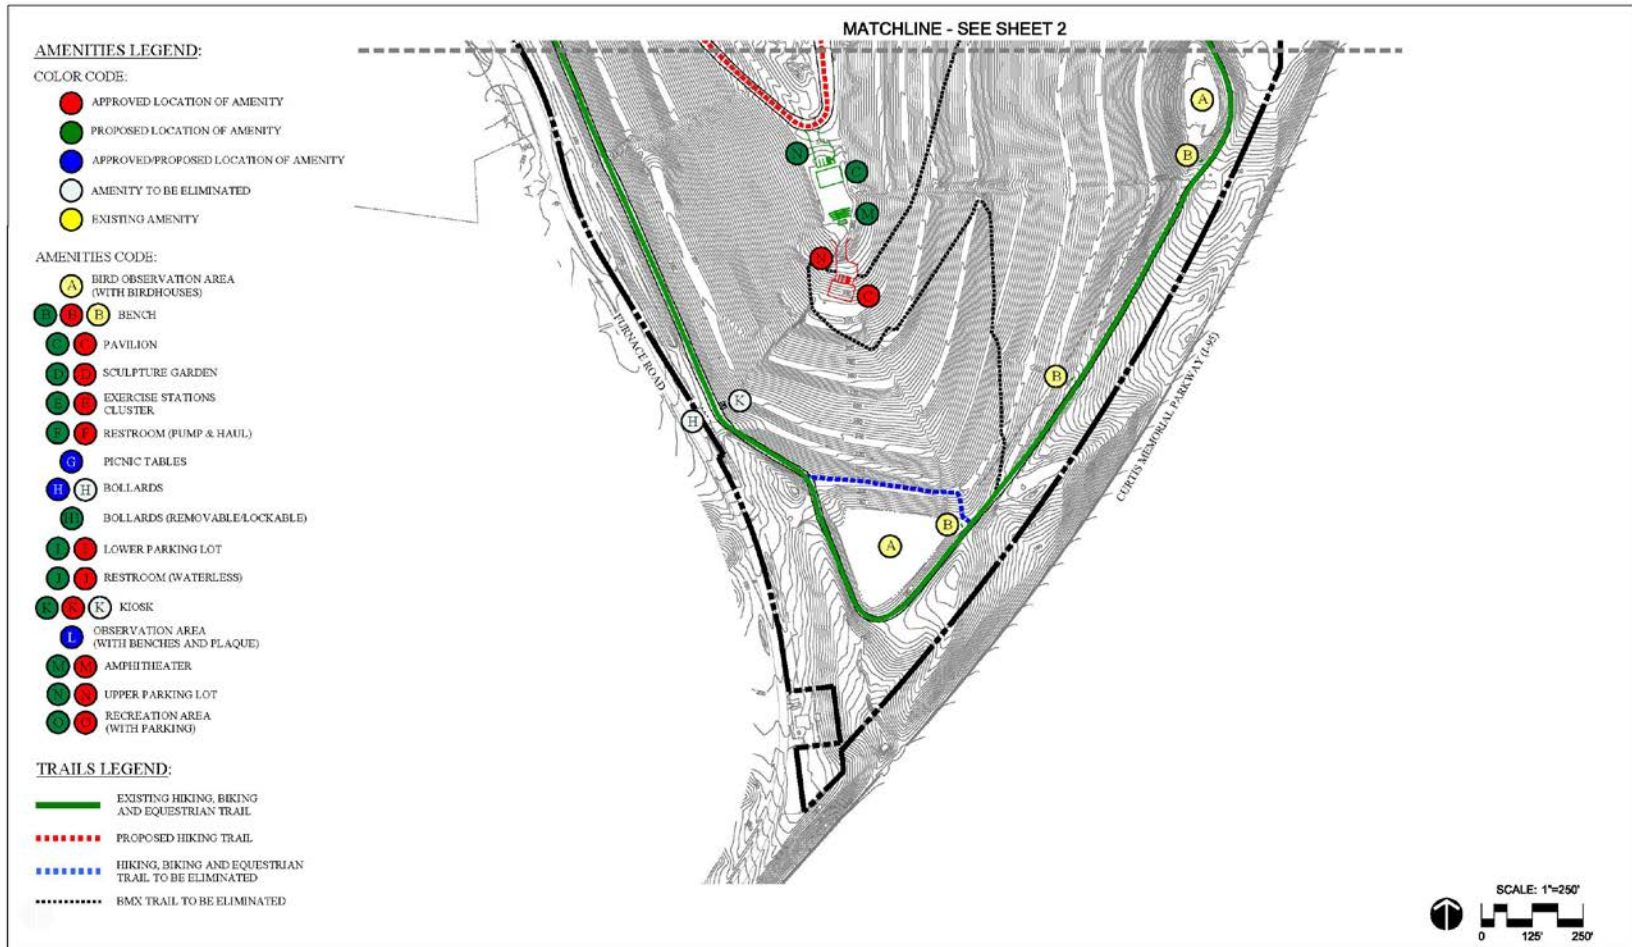 MATCHLINE - SEE SHEET 2
AMENITIES LEGEND:
COLOR CODE:
APPROVED LOCATION OF AMENITY
PROPOSED LOCATION OF AMENITY
APPROVED/PROPOSED LOCATION OF AMENITY
AMENITY TO BE ELIMINATED
EXISTING AMENITY
AMENITIES CODE:
A BIRD OBSERVATION AREA
(WITH BIRDHOUSES)
B B B BENCH
C C PAVILION
D D SCULPTURE GARDEN
E E EXERCISE STATIONS
CLUSTER
F F RESTROOM (PUMP & HAUL)
G PICNIC TABLES
H H BOLLARDS
BOLLARDS (REMOVABLE/LOCKABLE)
I I LOWER PARKING LOT
J J RESTROOM (WATERLESS)
K K K KIOSK
L OBSERVATION AREA
(WITH BENCHES AND PLAQUE)
M M AMPHITHEATER
N N UPPER PARKING LOT
O O RECREATION AREA
(WITH PARKING)
TRAILS LEGEND:
EXISTING HIKING, BIKING
AND EQUESTRIAN TRAIL
PROPOSED HIKING TRAIL
HIKING, BIKING AND EQUESTRIAN
TRAIL TO BE ELIMINATED
BMX TRAIL TO BE ELIMINATED
A
B
N
C
M
N
C
FURNACE ROAD
B
K
H
CURTIS MEMORIAL PARKWAY (I-95)
B
A
SCALE: 1"=250'
0 125' 250'